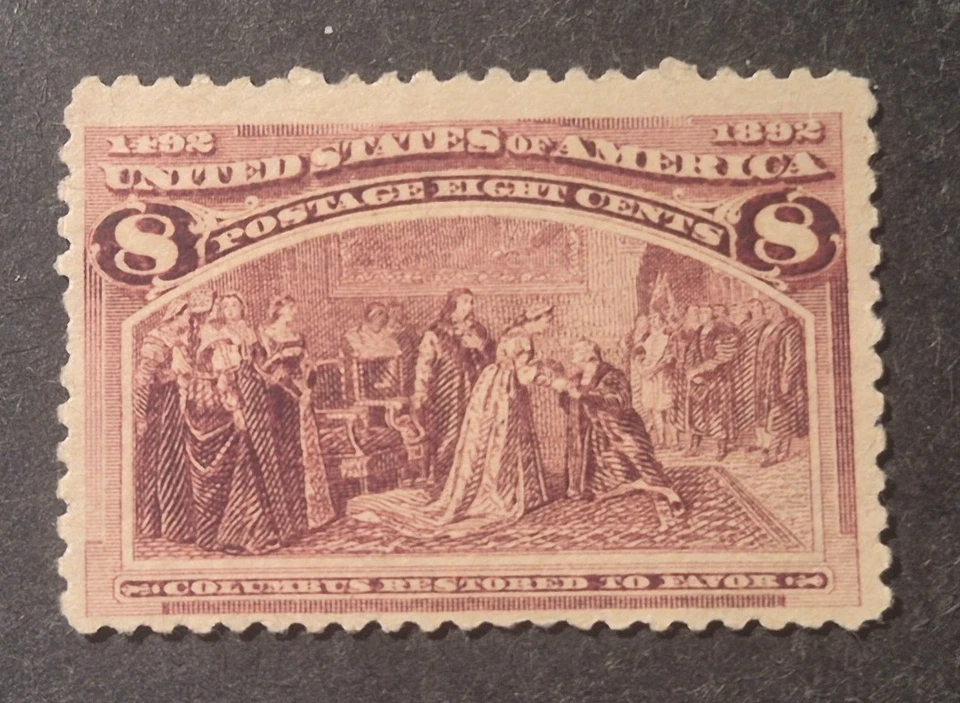 1492 1892
UNITED STATES OF AMERICA
8 POSTAGE EIGHT CENTS 8
COLUMBUS RESTORED TO FAVOR